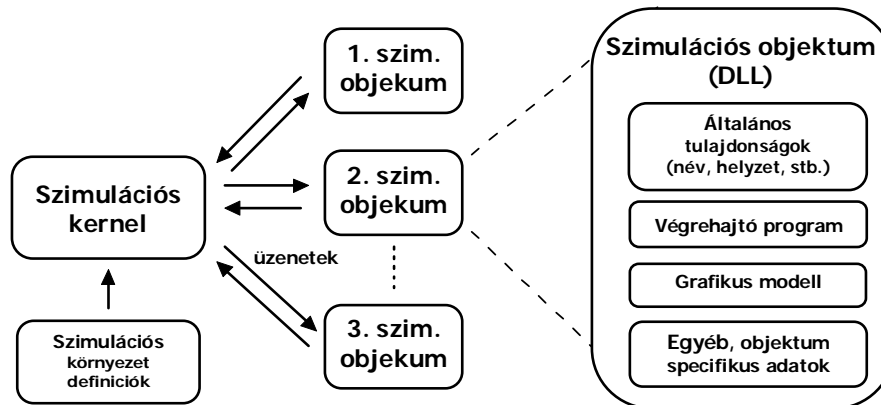 1. szim.
objekum
Szimulációs
kernel
2. szim.
objekum
üzenetek
3. szim.
objekum
Szimulációs
környezet
definiciók
Szimulációs objektum
(DLL)
Általános
tulajdonságok
(név, helyzet, stb.)
Végrehajtó program
Grafikus modell
Egyéb, objektum
specifikus adatok